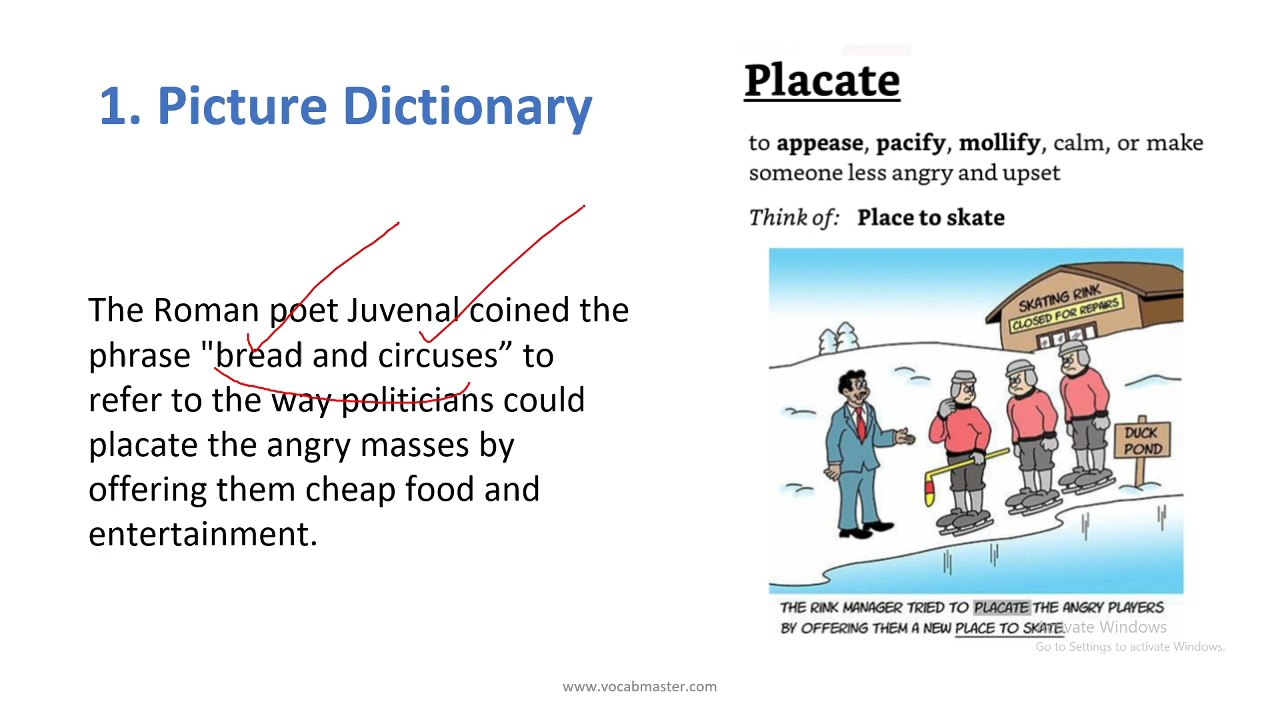 1. Picture Dictionary
The Roman poet Juvenal coined the
phrase "bread and circuses” to
refer to the way politicians could
placate the angry masses by
offering them cheap food and
entertainment.
Placate
to appease, pacify, mollify, calm, or make
someone less angry and upset
Think of: Place to skate
SKATING RINK
CLOSED FOR REPAIRS
DUCK
POND
THE RINK MANAGER TRIED TO PLACATE THE ANGRY PLAYERS
BY OFFERING THEM A NEW PLACE TO SKATE
Activate Windows
Go to Settings to activate Windows.
www.vocabmaster.com